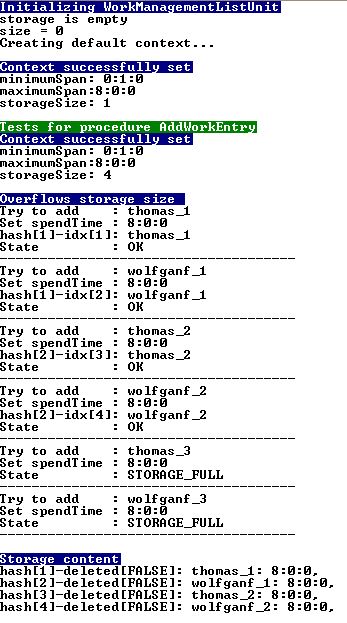 Initializing WorkManagementListUnit
storage is empty
size = 0
Creating default context...
Context successfully set
minimumSpan: 0:1:0
maximumSpan:8:0:0
storageSize: 1
Tests for procedure AddWorkEntry
Context successfully set
minimumSpan: 0:1:0
maximumSpan:8:0:0
storageSize: 4
Overflows storage size
Try to add    : thomas_1
Set spendTime : 8:0:0
hash[1]-idx[1]: thomas_1
State         : OK
-------------------------------------
Try to add    : wolfganf_1
Set spendTime : 8:0:0
hash[1]-idx[2]: wolfganf_1
State         : OK
-------------------------------------
Try to add    : thomas_2
Set spendTime : 8:0:0
hash[2]-idx[3]: thomas_2
State         : OK
-------------------------------------
Try to add    : wolfganf_2
Set spendTime : 8:0:0
hash[2]-idx[4]: wolfganf_2
State         : OK
-------------------------------------
Try to add    : thomas_3
Set spendTime : 8:0:0
State         : STORAGE_FULL
-------------------------------------
Try to add    : wolfganf_3
Set spendTime : 8:0:0
State         : STORAGE_FULL
-------------------------------------
Storage content
hash[1]-deleted[FALSE]: thomas_1: 8:0:0,
hash[2]-deleted[FALSE]: wolfganf_1: 8:0:0,
hash[3]-deleted[FALSE]: thomas_2: 8:0:0,
hash[4]-deleted[FALSE]: wolfganf_2: 8:0:0,